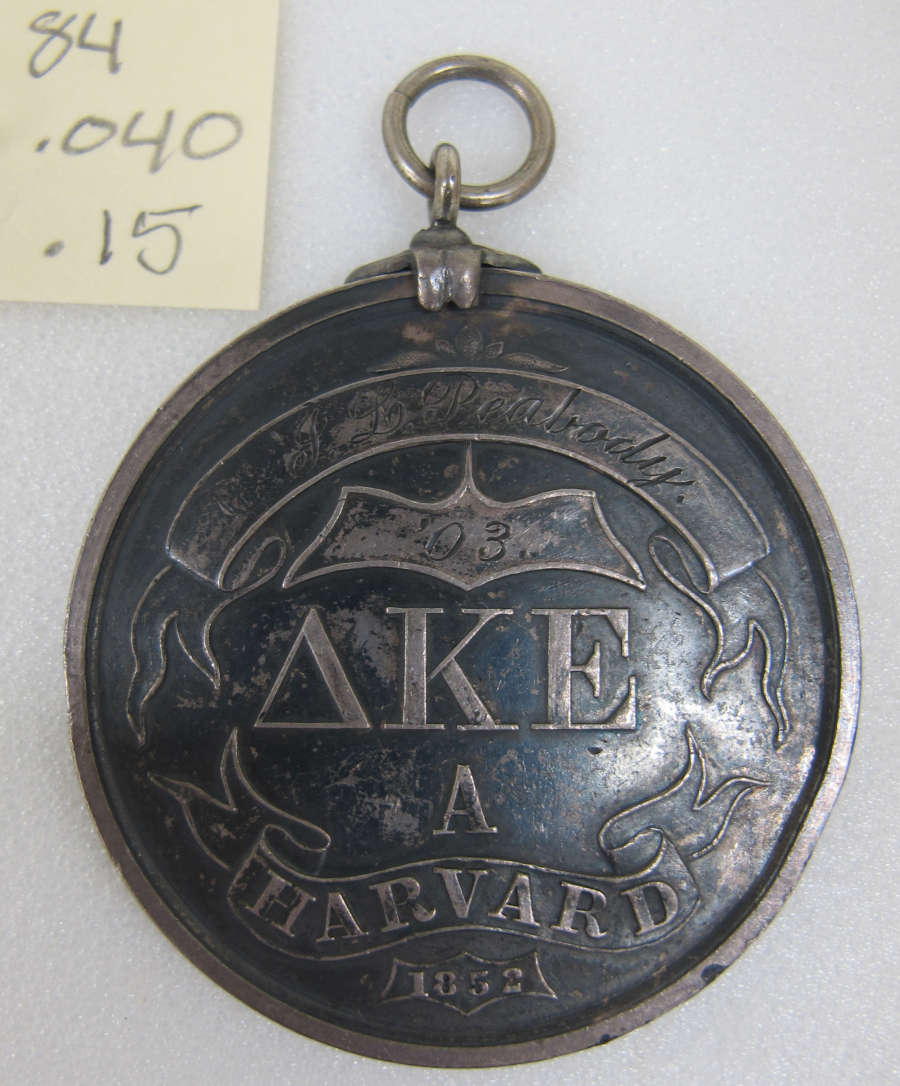 84
.040
.15
J. L. Peabody.
'03.
ΔΚΕ
A
HARVARD
1852